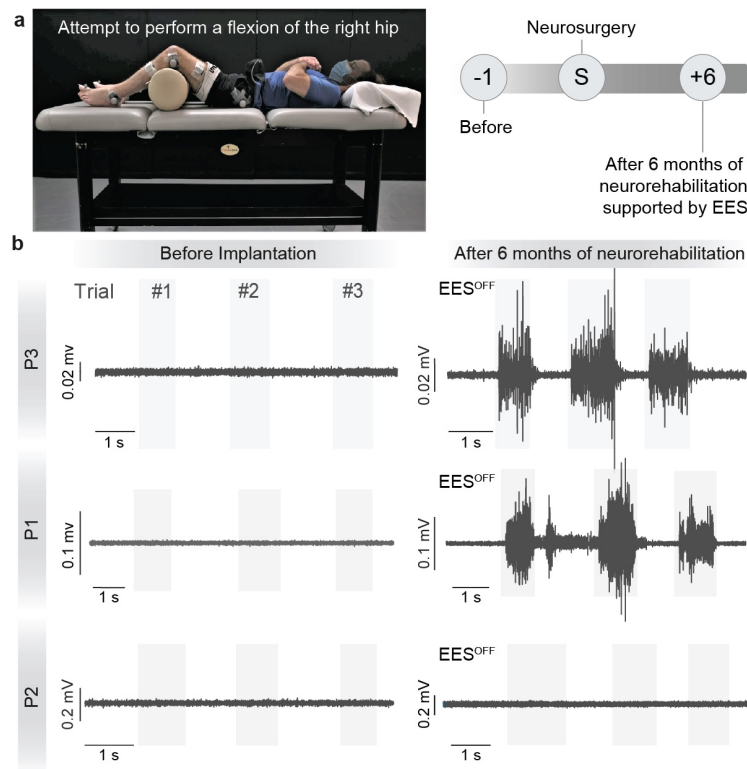 a
Attempt to perform a flexion of the right hip
Neurosurgery
-1
S
+6
Before
After 6 months of
neurorehabilitation
supported by EES
b
Before Implantation
After 6 months of neurorehabilitation
P3
Trial
#1
#2
#3
0.02 mv
1 s
EESᴼᶠᶠ
0.02 mV
1 s
P1
0.1 mv
1 s
EESᴼᶠᶠ
0.1 mV
1 s
P2
0.2 mV
1 s
EESᴼᶠᶠ
0.2 mV
1 s